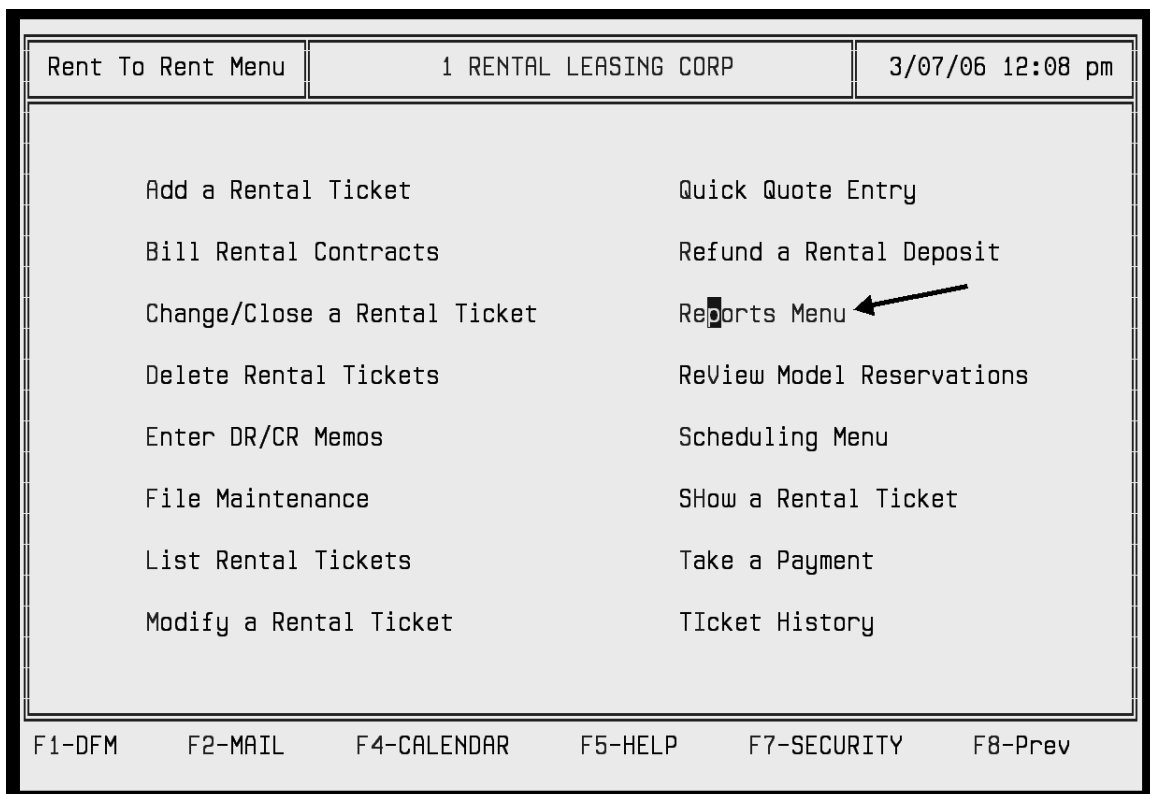 Rent To Rent Menu 1 RENTAL LEASING CORP 3/07/06 12:08 pm
Add a Rental Ticket Quick Quote Entry
Bill Rental Contracts Refund a Rental Deposit
Change/Close a Rental Ticket Reports Menu
Delete Rental Tickets ReView Model Reservations
Enter DR/CR Memos Scheduling Menu
File Maintenance SHow a Rental Ticket
List Rental Tickets Take a Payment
Modify a Rental Ticket TIcket History
F1-DFM F2-MAIL F4-CALENDAR F5-HELP F7-SECURITY F8-Prev